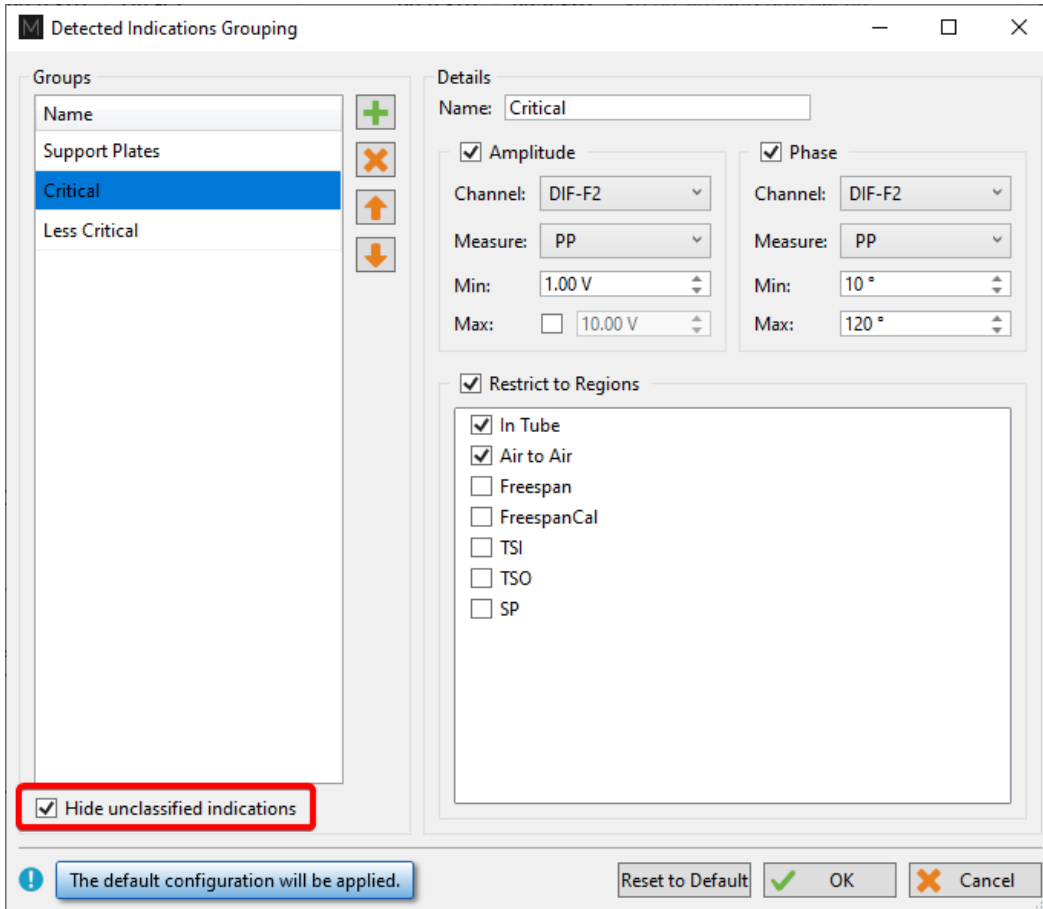 M Detected Indications Grouping
Groups
Name
Support Plates
Critical
Less Critical
Hide unclassified indications
Details
Name: Critical
Amplitude
Channel: DIF-F2
Measure: PP
Min: 1.00 V
Max: 10.00 V
Phase
Channel: DIF-F2
Measure: PP
Min: 10 °
Max: 120 °
Restrict to Regions
In Tube
Air to Air
Freespan
FreespanCal
TSI
TSO
SP
The default configuration will be applied.
Reset to Default
OK
Cancel